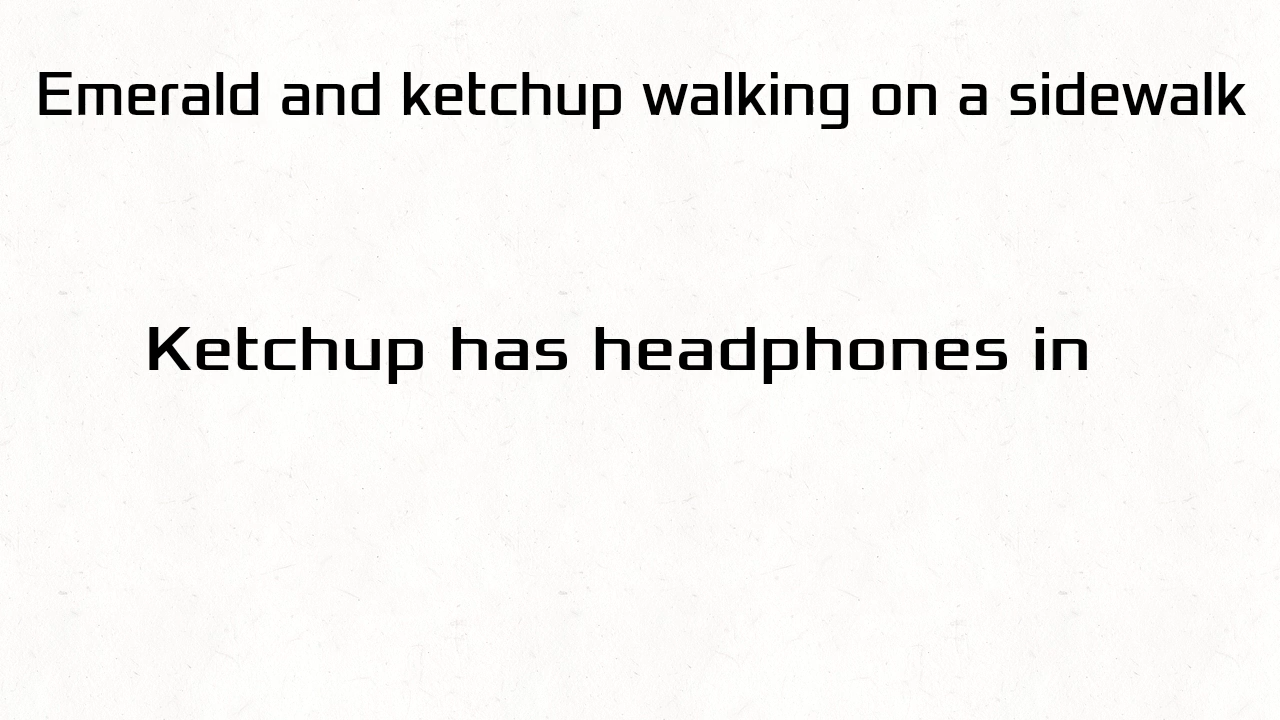 Emerald and ketchup walking on a sidewalk
Ketchup has headphones in